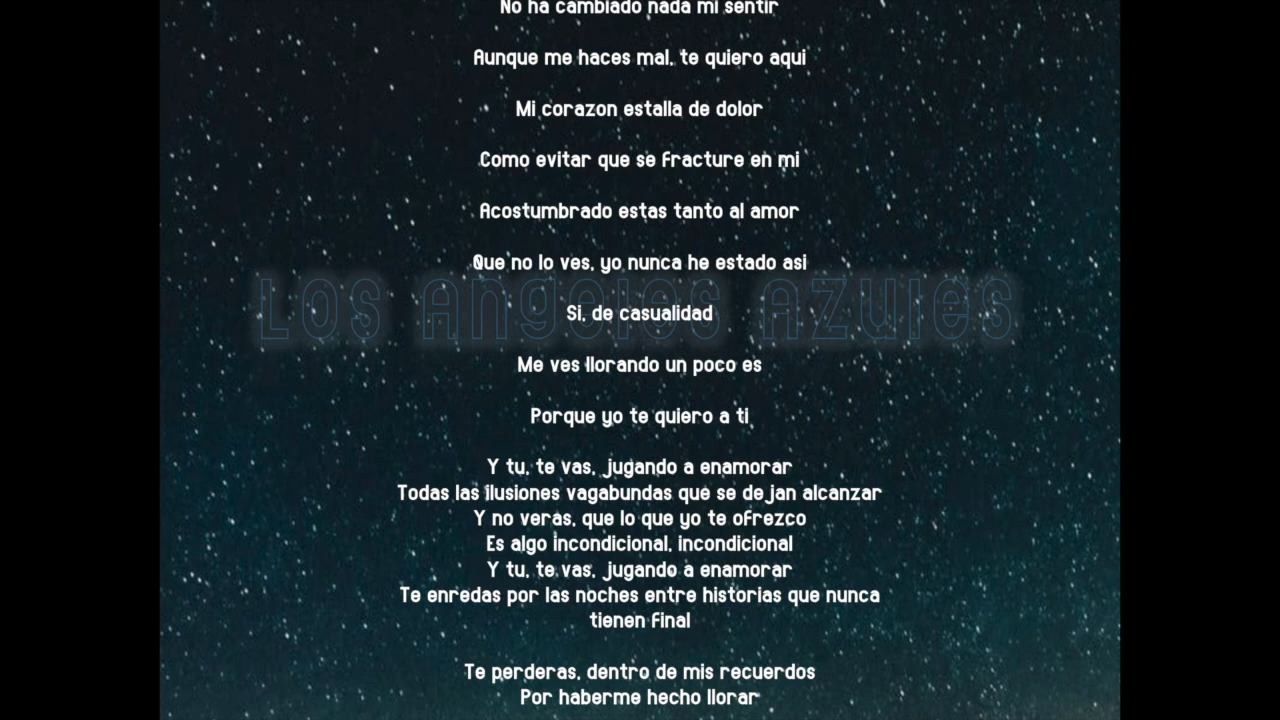 No ha cambiado nada mi sentir
Aunque me haces mal, te quiero aqui
Mi corazon estalla de dolor
Como evitar que se fracture en mi
Acostumbrado estas tanto al amor
Que no lo ves, yo nunca he estado asi
Los Angeles Azules
Si, de casualidad
Me ves llorando un poco es
Porque yo te quiero a ti
Y tu, te vas, jugando a enamorar
Todas las ilusiones vagabundas que se dejan alcanzar
Y no veras, que lo que yo te ofrezco
Es algo incondicional, incondicional
Y tu, te vas, jugando a enamorar
Te enredas por las noches entre historias que nunca
tienen final
Te perderas, dentro de mis recuerdos
Por haberme hecho llorar